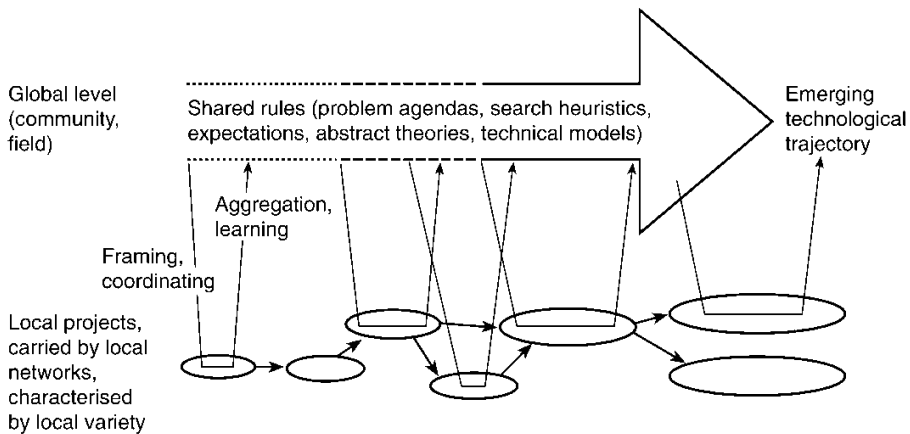 Global level
(community,
field)
Shared rules (problem agendas, search heuristics,
expectations, abstract theories, technical models)
Emerging
technological
trajectory
Aggregation,
learning
Framing,
coordinating
Local projects,
carried by local
networks,
characterised
by local variety